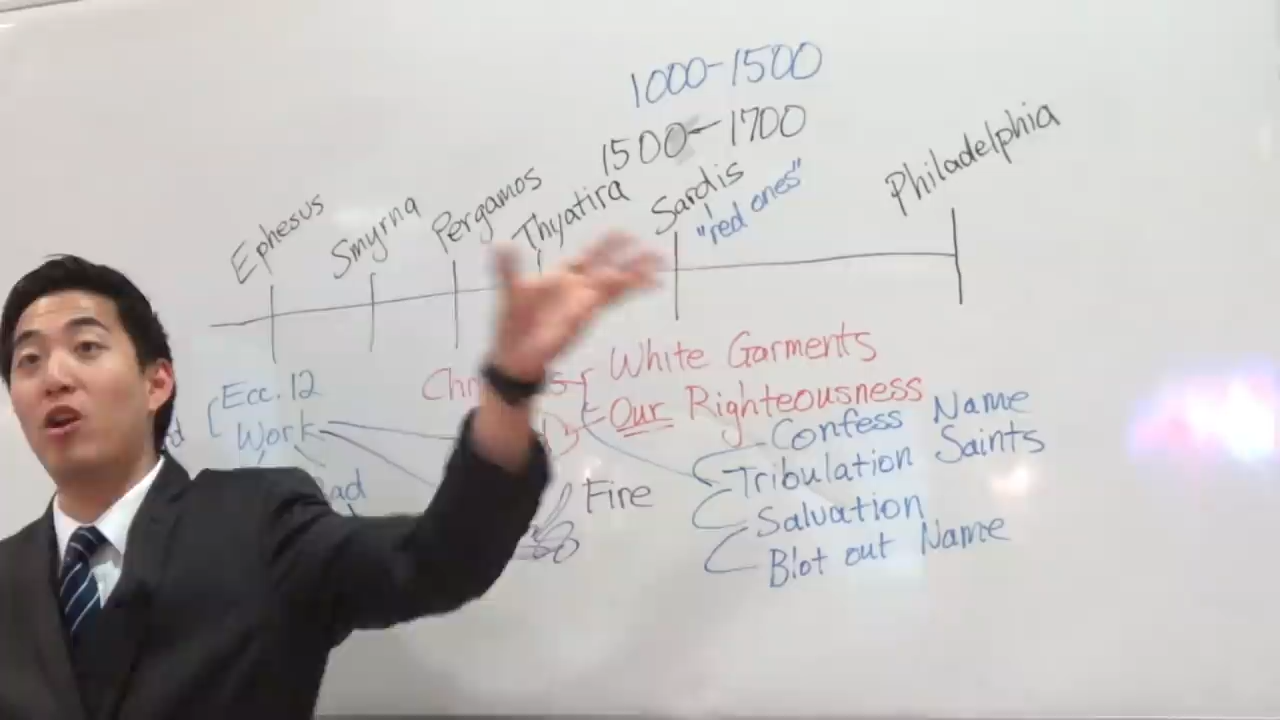 1000-1500
1500-1700
Ephesus
Smyrna
Pergamos
Thyatira
Sardis
"red ones"
Philadelphia
Ecc. 12
Work
White Garments
Our Righteousness
Confess Name
Tribulation Saints
Salvation
Blot out Name
Fire